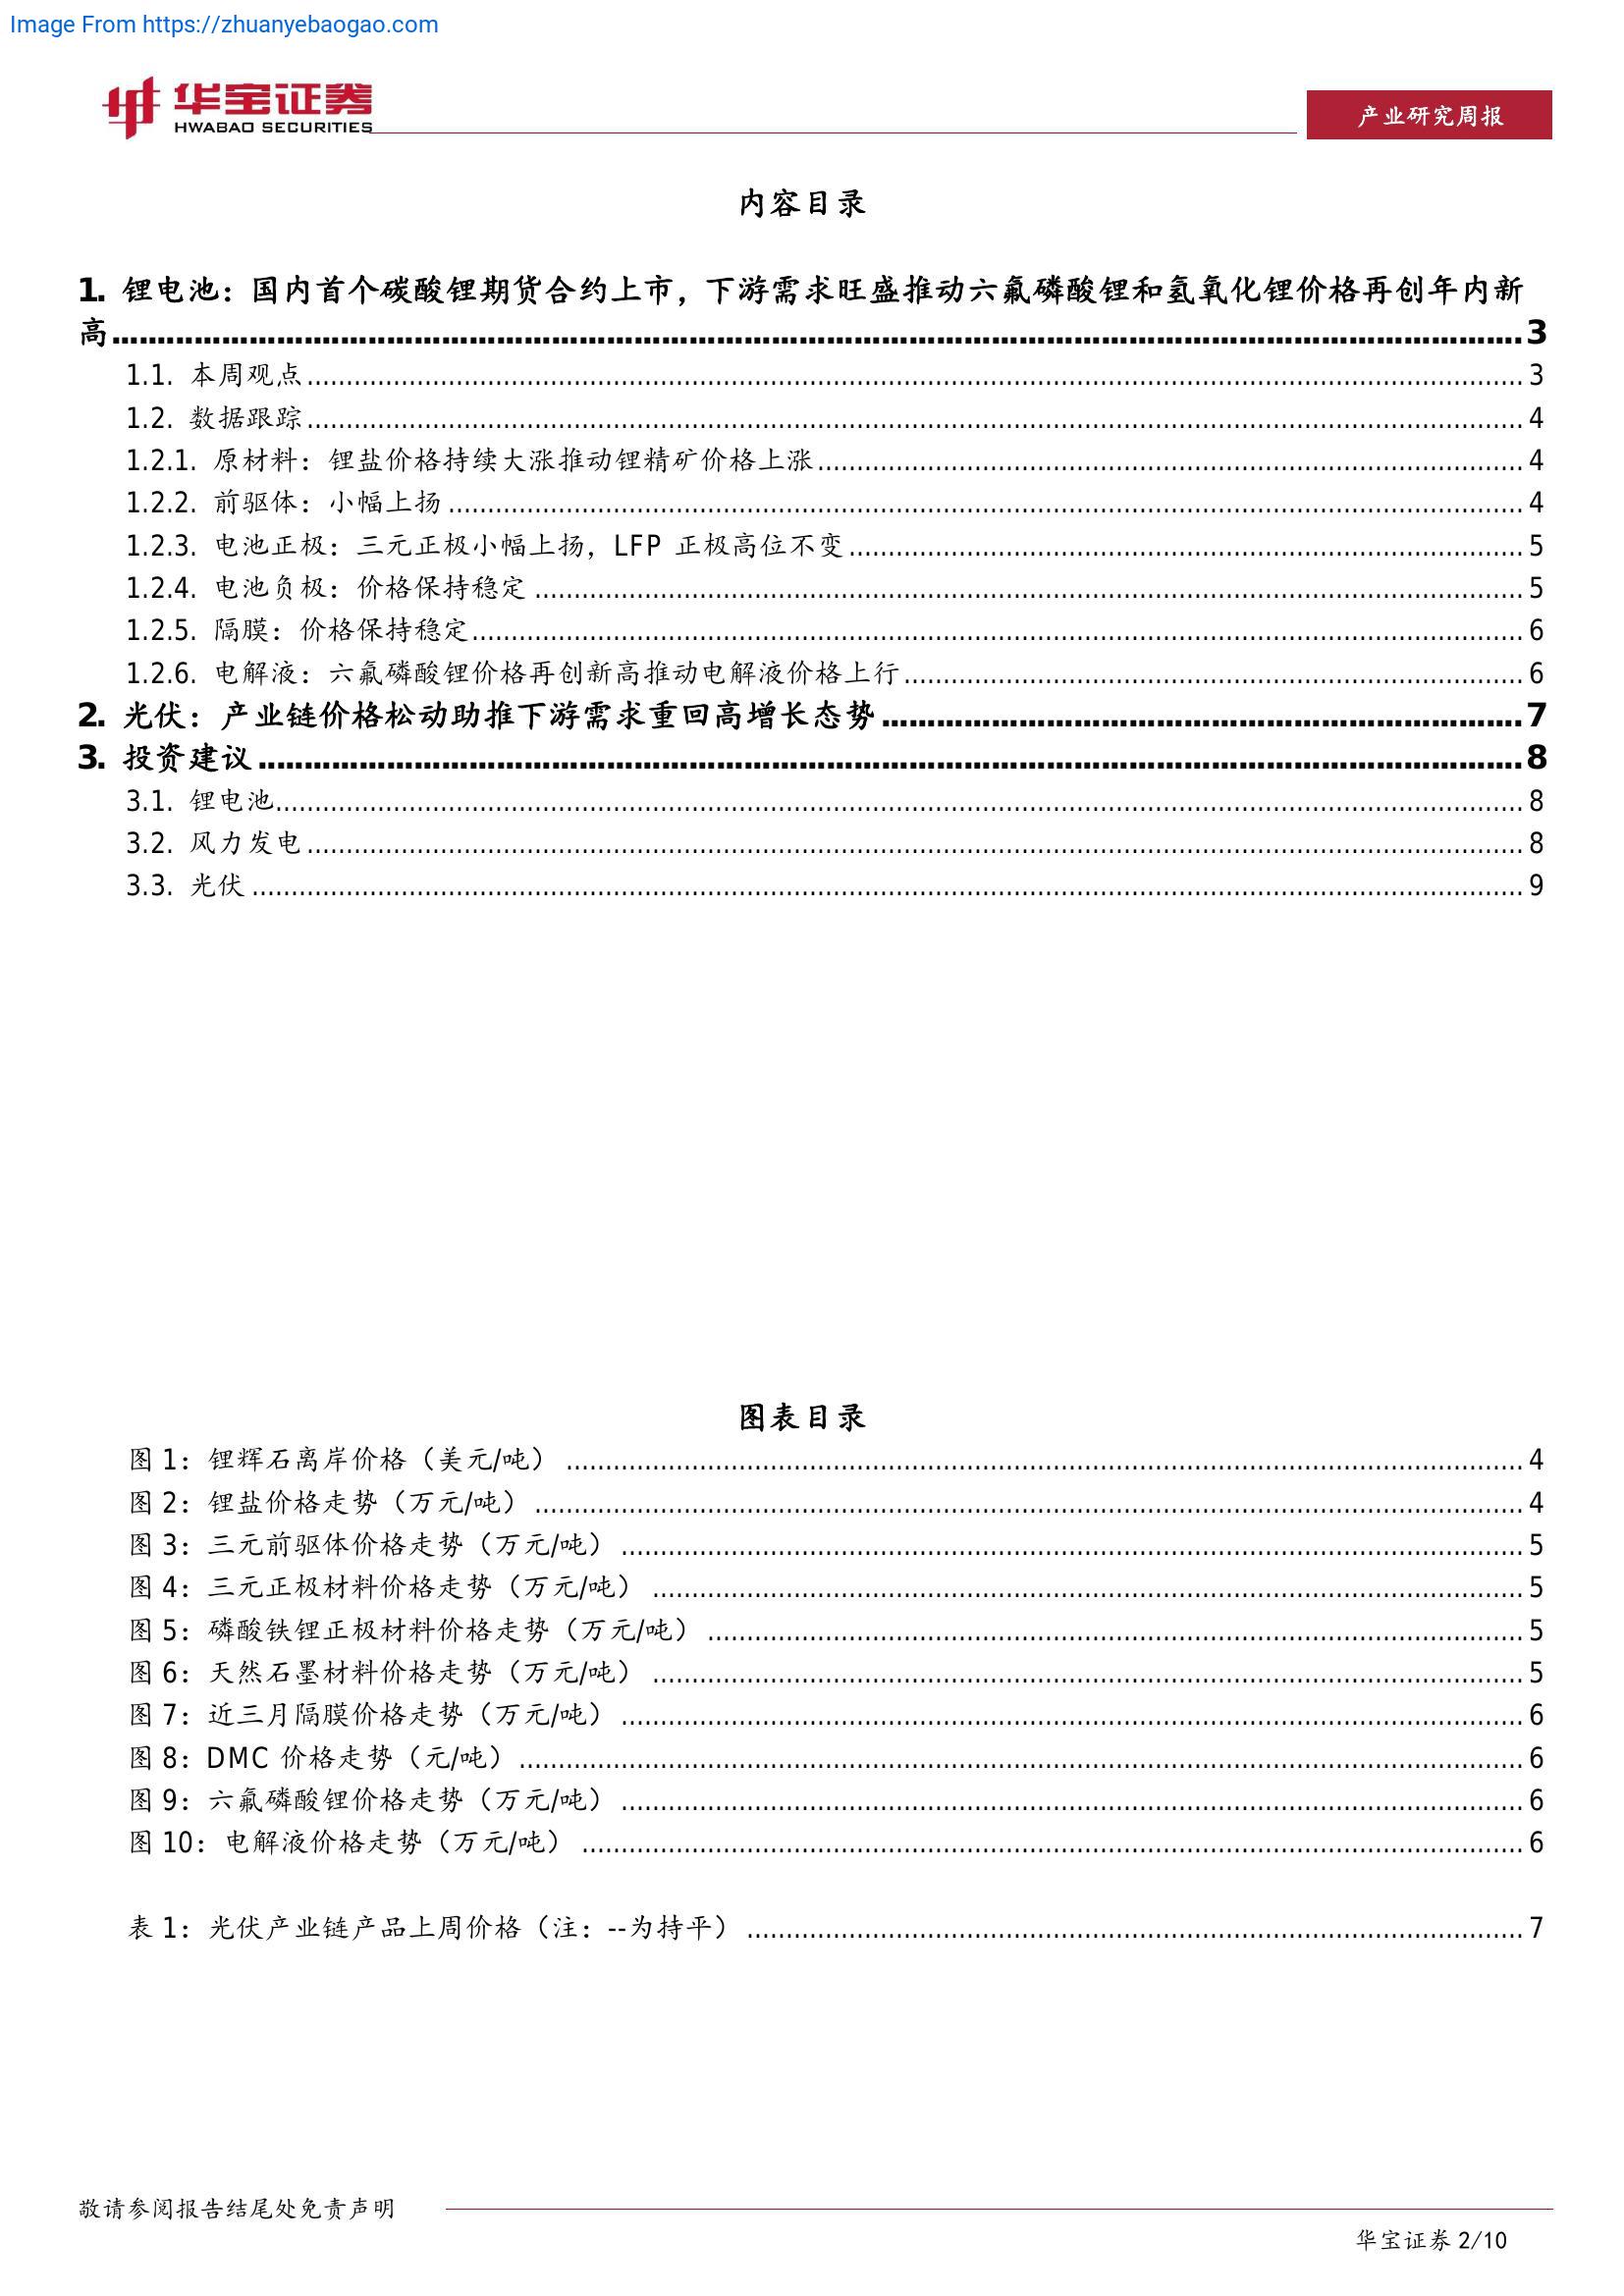 Image From https://zhuanyebaogao.com
华宝证券
HWABAO SECURITIES
产业研究周报
内容目录
1. 锂电池：国内首个碳酸锂期货合约上市，下游需求旺盛推动六氟磷酸锂和氢氧化锂价格再创年内新
高 3
1.1. 本周观点 3
1.2. 数据跟踪 4
1.2.1. 原材料：锂盐价格持续大涨推动锂精矿价格上涨 4
1.2.2. 前驱体：小幅上扬 4
1.2.3. 电池正极：三元正极小幅上扬，LFP 正极高位不变 5
1.2.4. 电池负极：价格保持稳定 5
1.2.5. 隔膜：价格保持稳定 6
1.2.6. 电解液：六氟磷酸锂价格再创新高推动电解液价格上行 6
2. 光伏：产业链价格松动助推下游需求重回高增长态势 7
3. 投资建议 8
3.1. 锂电池 8
3.2. 风力发电 8
3.3. 光伏 9
图表目录
图 1：锂辉石离岸价格（美元/吨） 4
图 2：锂盐价格走势（万元/吨） 4
图 3：三元前驱体价格走势（万元/吨） 5
图 4：三元正极材料价格走势（万元/吨） 5
图 5：磷酸铁锂正极材料价格走势（万元/吨） 5
图 6：天然石墨材料价格走势（万元/吨） 5
图 7：近三月隔膜价格走势（万元/吨） 6
图 8：DMC 价格走势（元/吨） 6
图 9：六氟磷酸锂价格走势（万元/吨） 6
图 10：电解液价格走势（万元/吨） 6
表 1：光伏产业链产品上周价格（注：--为持平） 7
敬请参阅报告结尾处免责声明
华宝证券 2/10